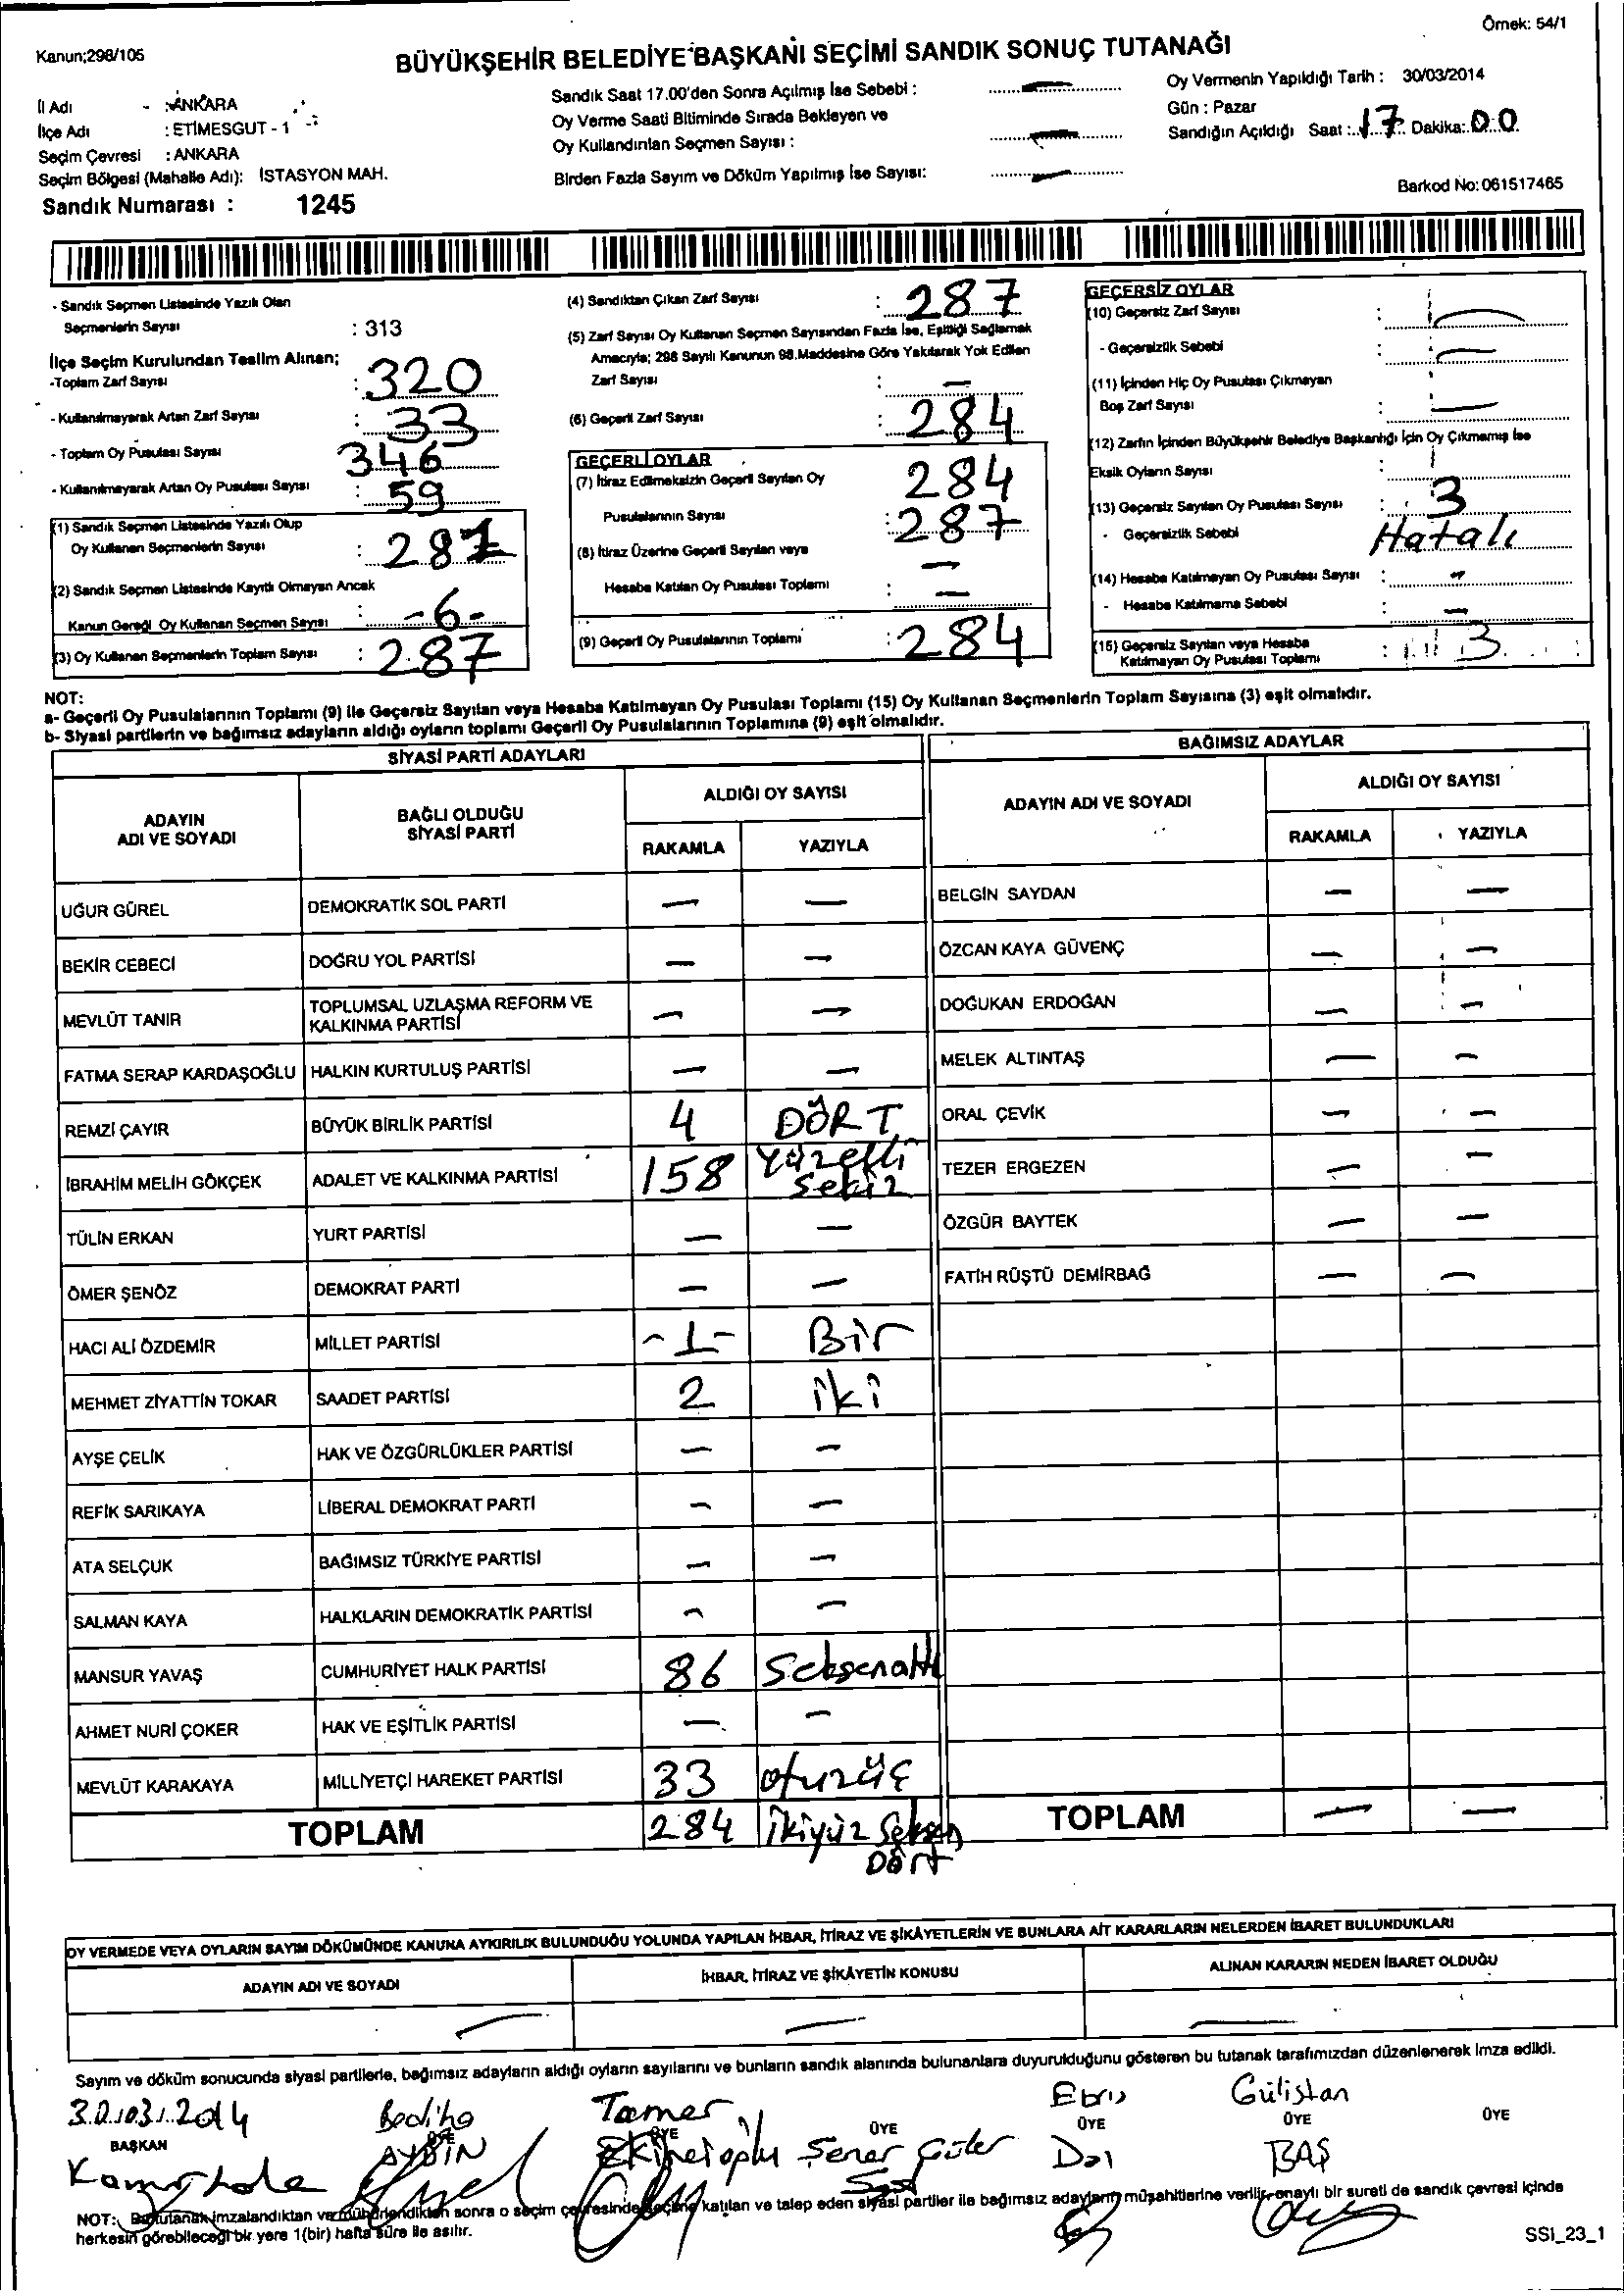 Örnek: 54/1
Kanun;298/105
BÜYÜKŞEHİR BELEDİYE BAŞKANI SEÇİMİ SANDIK SONUÇ TUTANAĞI
İl Adı : ANKARA
İlçe Adı : ETİMESGUT - 1
Seçim Çevresi : ANKARA
Seçim Bölgesi (Mahalle Adı): İSTASYON MAH.
Sandık Numarası : 1245
Sandık Saat 17.00'den Sonra Açılmış İse Sebebi : —
Oy Verme Saati Bitiminde Sırada Bekleyen ve
Oy Kullandırılan Seçmen Sayısı : —
Birden Fazla Sayım ve Döküm Yapılmış İse Sayısı: —
Oy Vermenin Yapıldığı Tarih : 30/03/2014
Gün : Pazar
Sandığın Açıldığı Saat : 17 Dakika: 00
Barkod No: 061517465
- Sandık Seçmen Listesinde Yazılı Olan
Seçmenlerin Sayısı : 313
İlçe Seçim Kurulundan Teslim Alınan;
-Toplam Zarf Sayısı : 320
- Kullanılmayarak Artan Zarf Sayısı : 33
- Toplam Oy Pusulası Sayısı 346
- Kullanılmayarak Artan Oy Pusulası Sayısı : 59
(1) Sandık Seçmen Listesinde Yazılı Olup
Oy Kullanan Seçmenlerin Sayısı : 287
(2) Sandık Seçmen Listesinde Kayıtlı Olmayan Ancak
Kanun Gereği Oy Kullanan Seçmen Sayısı : -6-
(3) Oy Kullanan Seçmenlerin Toplam Sayısı : 287
(4) Sandıktan Çıkan Zarf Sayısı : 287
(5) Zarf Sayısı Oy Kullanan Seçmen Sayısından Fazla İse, Eşitliği Sağlamak
Amacıyla; 298 Sayılı Kanunun 98.Maddesine Göre Yakılarak Yok Edilen
Zarf Sayısı : —
(6) Geçerli Zarf Sayısı : 284
GEÇERLİ OYLAR
(7) İtiraz Edilmeksizin Geçerli Sayılan Oy 284
Pusulalarının Sayısı : 287
(8) İtiraz Üzerine Geçerli Sayılan veya —
Hesaba Katılan Oy Pusulası Toplamı : —
(9) Geçerli Oy Pusulalarının Toplamı : 284
GEÇERSİZ OYLAR
(10) Geçersiz Zarf Sayısı : —
- Geçersizlik Sebebi : —
(11) İçinden Hiç Oy Pusulası Çıkmayan
Boş Zarf Sayısı : —
(12) Zarfın İçinden Büyükşehir Belediye Başkanlığı İçin Oy Çıkmamış İse
Eksik Oyların Sayısı :
(13) Geçersiz Sayılan Oy Pusulası Sayısı : 3
- Geçersizlik Sebebi Hatalı
(14) Hesaba Katılmayan Oy Pusulası Sayısı : —
- Hesaba Katılmama Sebebi : —
(15) Geçersiz Sayılan veya Hesaba
Katılmayan Oy Pusulası Toplamı : 3
NOT:
a- Geçerli Oy Pusulalarının Toplamı (9) ile Geçersiz Sayılan veya Hesaba Katılmayan Oy Pusulası Toplamı (15) Oy Kullanan Seçmenlerin Toplam Sayısına (3) eşit olmalıdır.
b- Siyasi partilerin ve bağımsız adayların aldığı oyların toplamı Geçerli Oy Pusulalarının Toplamına (9) eşit olmalıdır.
SİYASİ PARTİ ADAYLARI
ADAYIN
ADI VE SOYADI
BAĞLI OLDUĞU
SİYASİ PARTİ
ALDIĞI OY SAYISI
RAKAMLA YAZIYLA
UĞUR GÜREL DEMOKRATİK SOL PARTİ — —
BEKİR CEBECİ DOĞRU YOL PARTİSİ — —
MEVLÜT TANIR TOPLUMSAL UZLAŞMA REFORM VE
KALKINMA PARTİSİ — —
FATMA SERAP KARDAŞOĞLU HALKIN KURTULUŞ PARTİSİ — —
REMZİ ÇAYIR BÜYÜK BİRLİK PARTİSİ 4 DÖRT
İBRAHİM MELİH GÖKÇEK ADALET VE KALKINMA PARTİSİ 158 yüzelli
sekiz
TÜLİN ERKAN YURT PARTİSİ — —
ÖMER ŞENÖZ DEMOKRAT PARTİ — —
HACI ALİ ÖZDEMİR MİLLET PARTİSİ -1- Bir
MEHMET ZİYATTİN TOKAR SAADET PARTİSİ 2 iki
AYŞE ÇELİK HAK VE ÖZGÜRLÜKLER PARTİSİ — —
REFİK SARIKAYA LİBERAL DEMOKRAT PARTİ — —
ATA SELÇUK BAĞIMSIZ TÜRKİYE PARTİSİ — —
SALMAN KAYA HALKLARIN DEMOKRATİK PARTİSİ — —
MANSUR YAVAŞ CUMHURİYET HALK PARTİSİ 86 Seksenaltı
AHMET NURİ ÇOKER HAK VE EŞİTLİK PARTİSİ — —
MEVLÜT KARAKAYA MİLLİYETÇİ HAREKET PARTİSİ 33 otuzüç
TOPLAM 284 İkiyüz Seksen
Dört
BAĞIMSIZ ADAYLAR
ADAYIN ADI VE SOYADI
ALDIĞI OY SAYISI
RAKAMLA YAZIYLA
BELGİN SAYDAN — —
ÖZCAN KAYA GÜVENÇ — —
DOĞUKAN ERDOĞAN — —
MELEK ALTINTAŞ — —
ORAL ÇEVİK — —
TEZER ERGEZEN — —
ÖZGÜR BAYTEK — —
FATİH RÜŞTÜ DEMİRBAĞ — —
TOPLAM — —
OY VERMEDE VEYA OYLARIN SAYIM DÖKÜMÜNDE KANUNA AYKIRILIK BULUNDUĞU YOLUNDA YAPILAN İHBAR, İTİRAZ VE ŞİKÂYETLERİN VE BUNLARA AİT KARARLARIN NELERDEN İBARET BULUNDUKLARI
ADAYIN ADI VE SOYADI İHBAR, İTİRAZ VE ŞİKÂYETİN KONUSU ALINAN KARARIN NEDEN İBARET OLDUĞU
— — —
Sayım ve döküm sonucunda siyasi partilerle, bağımsız adayların aldığı oyların sayılarını ve bunların sandık alanında bulunanlara duyurulduğunu gösteren bu tutanak tarafımızdan düzenlenerek imza edildi.
30/03/2014 Bediha Tamer Ebru Gülistan
BAŞKAN ÜYE ÜYE ÜYE ÜYE ÜYE ÜYE
AYDIN Ekincioğlu Şener Güler Dal BAŞ
NOT: Bu tutanak imzalandıktan ve mühürlendikten sonra o seçim çevresinde seçime katılan ve talep eden siyasi partiler ile bağımsız adayların müşahitlerine verilir, onaylı bir sureti de sandık çevresi içinde
herkesin görebileceği bir yere 1(bir) hafta süre ile asılır.
SSI_23_1